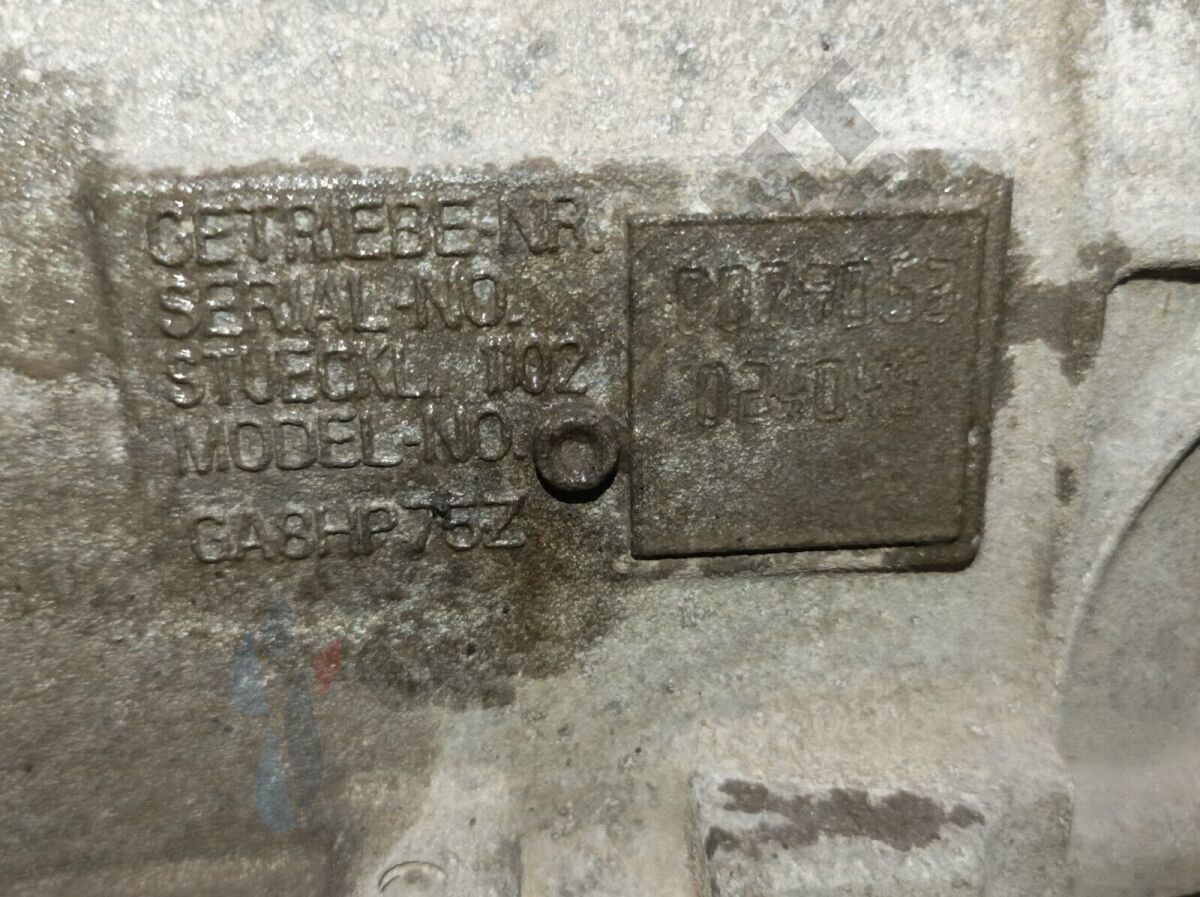 GETRIEBE-NR.
SERIAL-NO.
STUECKL. 1102
MODEL-NO.
GA8HP75Z